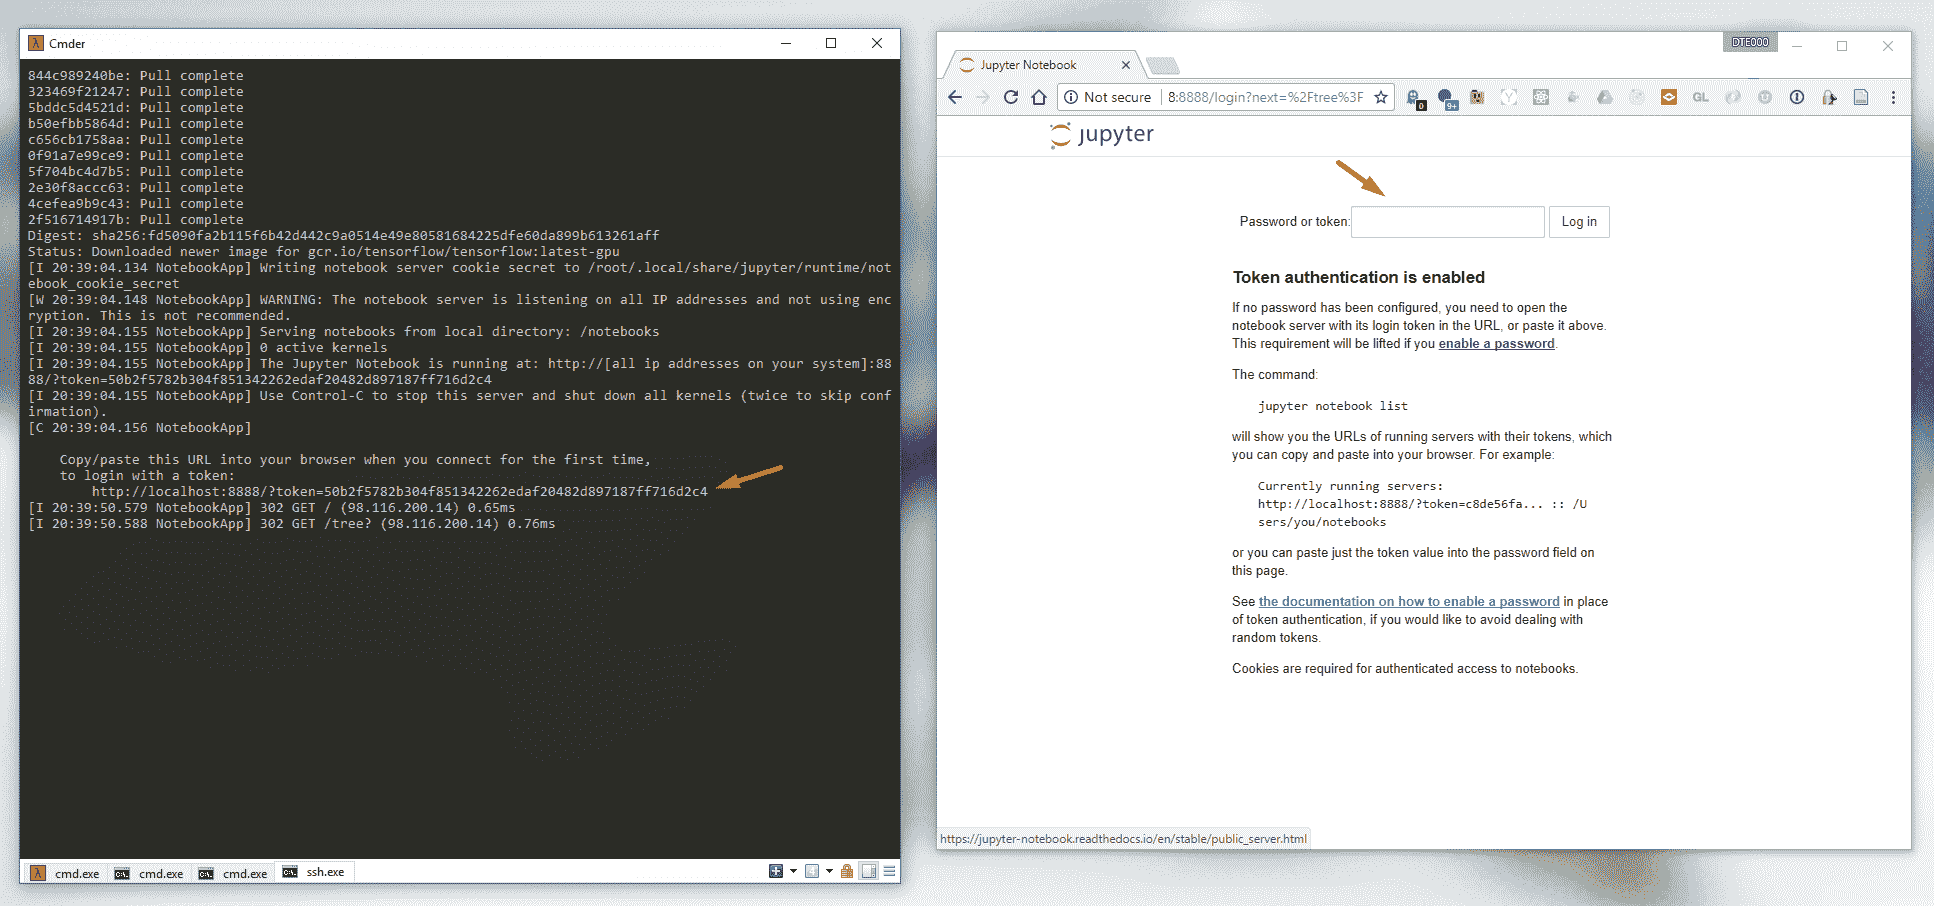 Cmder
844c989240be: Pull complete
323469f21247: Pull complete
5bddc5d4521d: Pull complete
b50efbb5864d: Pull complete
c656cb1758aa: Pull complete
0f91a7e99ce9: Pull complete
5f704bc4d7b5: Pull complete
2e30f8accc63: Pull complete
4cefea9b9c43: Pull complete
2f516714917b: Pull complete
Digest: sha256:fd5090fa2b115f6b42d442c9a0514e49e80581684225dfe60da899b613261aff
Status: Downloaded newer image for gcr.io/tensorflow/tensorflow:latest-gpu
[I 20:39:04.134 NotebookApp] Writing notebook server cookie secret to /root/.local/share/jupyter/runtime/not
ebook_cookie_secret
[W 20:39:04.148 NotebookApp] WARNING: The notebook server is listening on all IP addresses and not using enc
ryption. This is not recommended.
[I 20:39:04.155 NotebookApp] Serving notebooks from local directory: /notebooks
[I 20:39:04.155 NotebookApp] 0 active kernels
[I 20:39:04.155 NotebookApp] The Jupyter Notebook is running at: http://[all ip addresses on your system]:88
88/?token=50b2f5782b304f851342262edaf20482d897187ff716d2c4
[I 20:39:04.155 NotebookApp] Use Control-C to stop this server and shut down all kernels (twice to skip conf
irmation).
[C 20:39:04.156 NotebookApp]
Copy/paste this URL into your browser when you connect for the first time,
to login with a token:
http://localhost:8888/?token=50b2f5782b304f851342262edaf20482d897187ff716d2c4
[I 20:39:50.579 NotebookApp] 302 GET / (98.116.200.14) 0.65ms
[I 20:39:50.588 NotebookApp] 302 GET /tree? (98.116.200.14) 0.76ms
cmd.exe cmd.exe cmd.exe ssh.exe
DTE000
Jupyter Notebook
Not secure 8:8888/login?next=%2Ftree%3F
0 9+ GL
jupyter
Password or token: Log in
Token authentication is enabled
If no password has been configured, you need to open the
notebook server with its login token in the URL, or paste it above.
This requirement will be lifted if you enable a password.
The command:
jupyter notebook list
will show you the URLs of running servers with their tokens, which
you can copy and paste into your browser. For example:
Currently running servers:
http://localhost:8888/?token=c8de56fa... :: /U
sers/you/notebooks
or you can paste just the token value into the password field on
this page.
See the documentation on how to enable a password in place
of token authentication, if you would like to avoid dealing with
random tokens.
Cookies are required for authenticated access to notebooks.
https://jupyter-notebook.readthedocs.io/en/stable/public_server.html